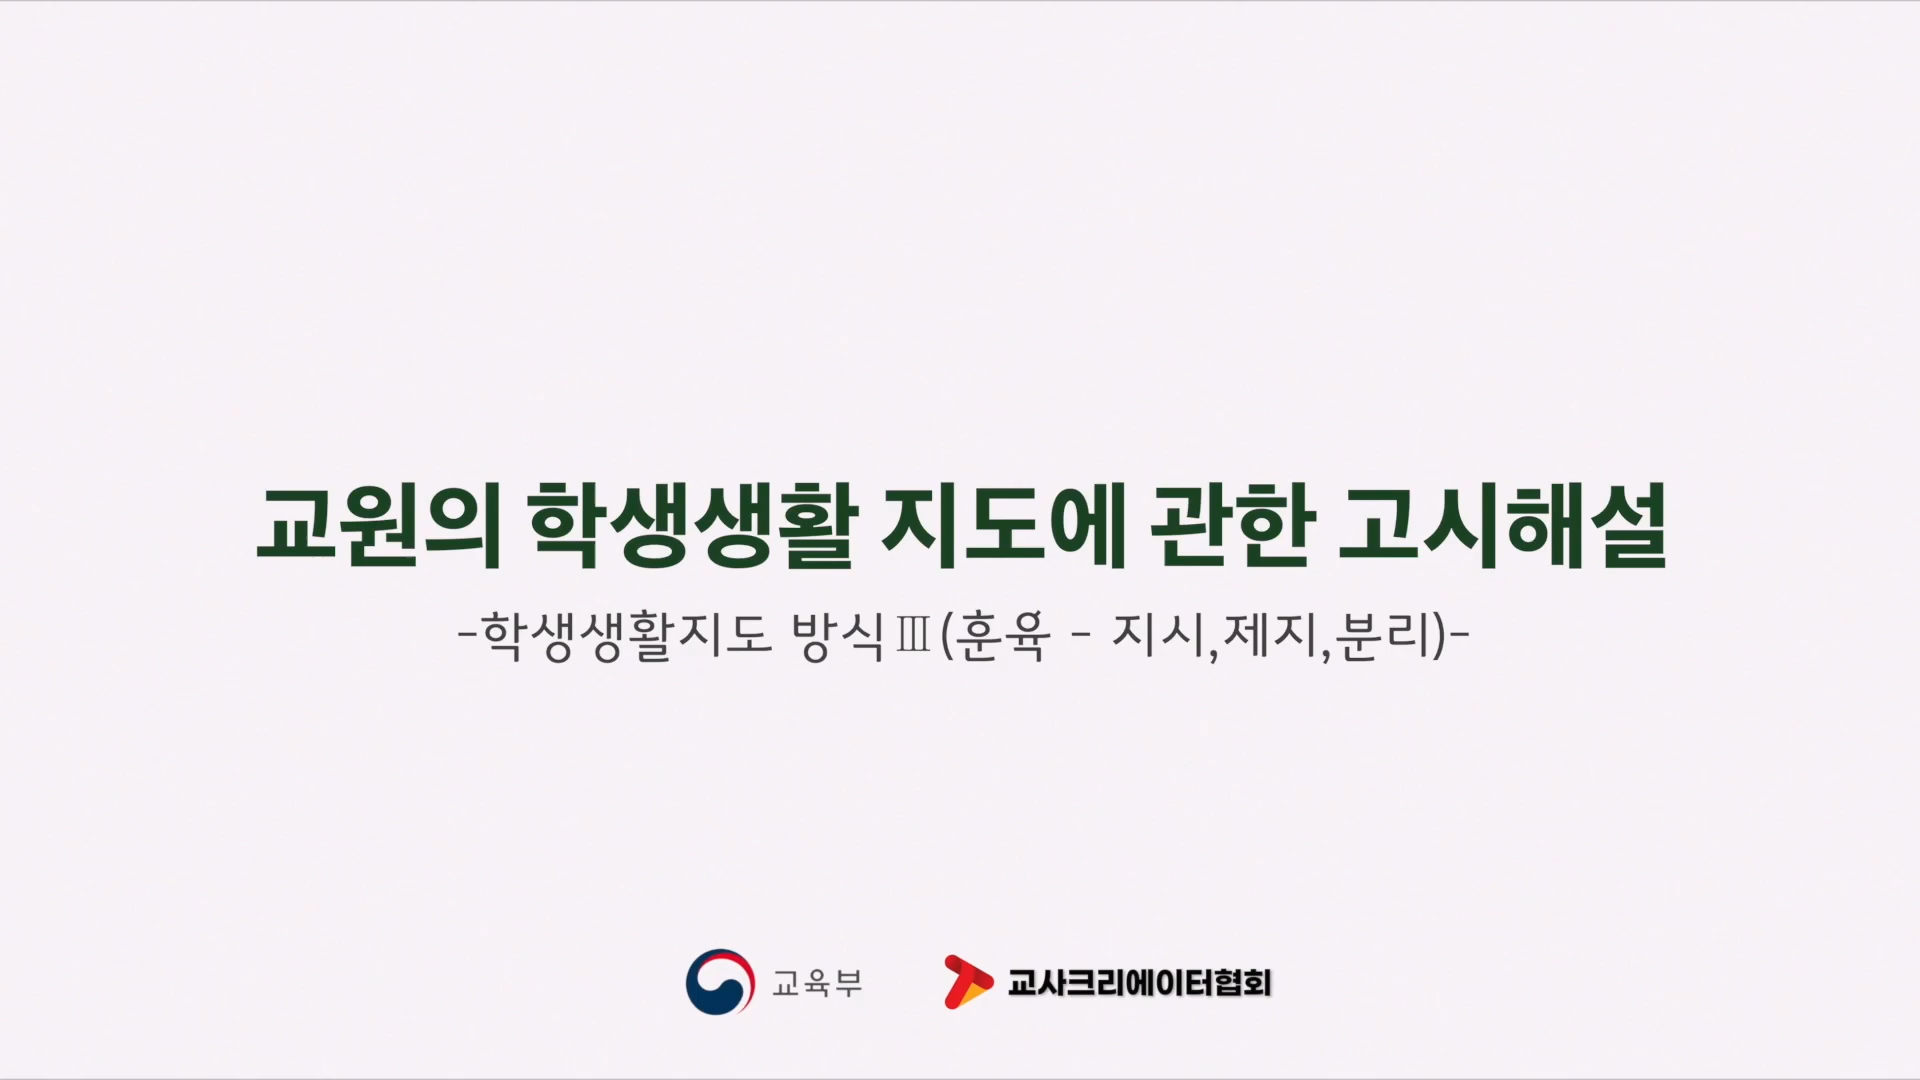 교원의 학생생활 지도에 관한 고시해설
-학생생활지도 방식Ⅲ(훈육 - 지시,제지,분리)-
교육부
교사크리에이터협회